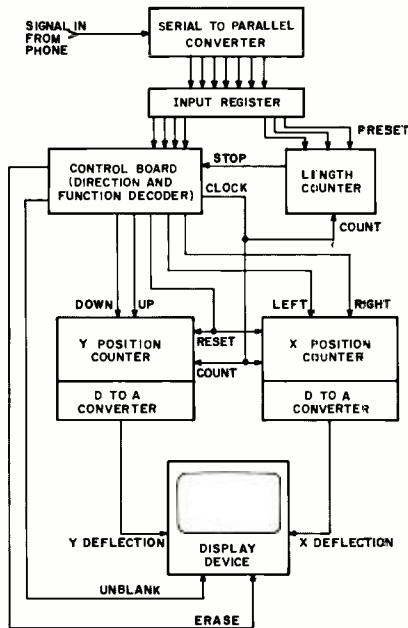 SIGNAL IN
FROM
PHONE
SERIAL TO PARALLEL
CONVERTER
INPUT REGISTER
PRESET
CONTROL BOARD
(DIRECTION AND
FUNCTION DECODER)
STOP
CLOCK
LENGTH
COUNTER
COUNT
DOWN
UP
LEFT
RIGHT
Y POSITION
COUNTER
RESET
COUNT
X POSITION
COUNTER
D TO A
CONVERTER
D TO A
CONVERTER
Y DEFLECTION
DISPLAY
DEVICE
X DEFLECTION
UNBLANK
ERASE